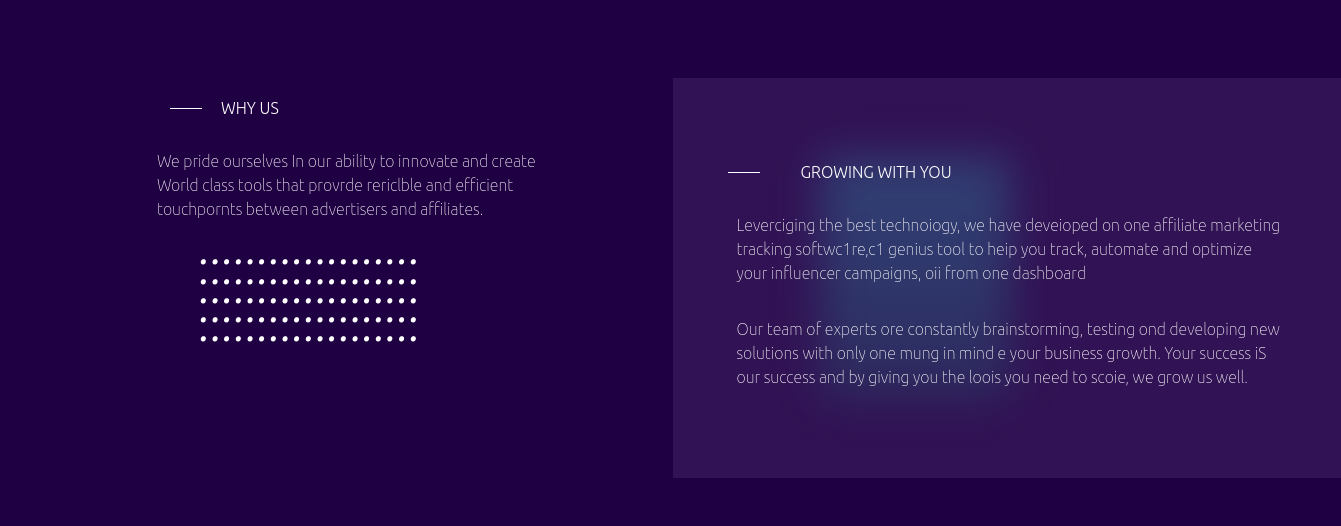 WHY US
We pride ourselves In our ability to innovate and create
World class tools that provrde rericlble and efficient
touchpornts between advertisers and affiliates.
GROWING WITH YOU
Leverciging the best technoiogy, we have deveioped on one affiliate marketing
tracking softwc1re,c1 genius tool to heip you track, automate and optimize
your influencer campaigns, oii from one dashboard
Our team of experts ore constantly brainstorming, testing ond developing new
solutions with only one mung in mind e your business growth. Your success iS
our success and by giving you the loois you need to scoie, we grow us well.